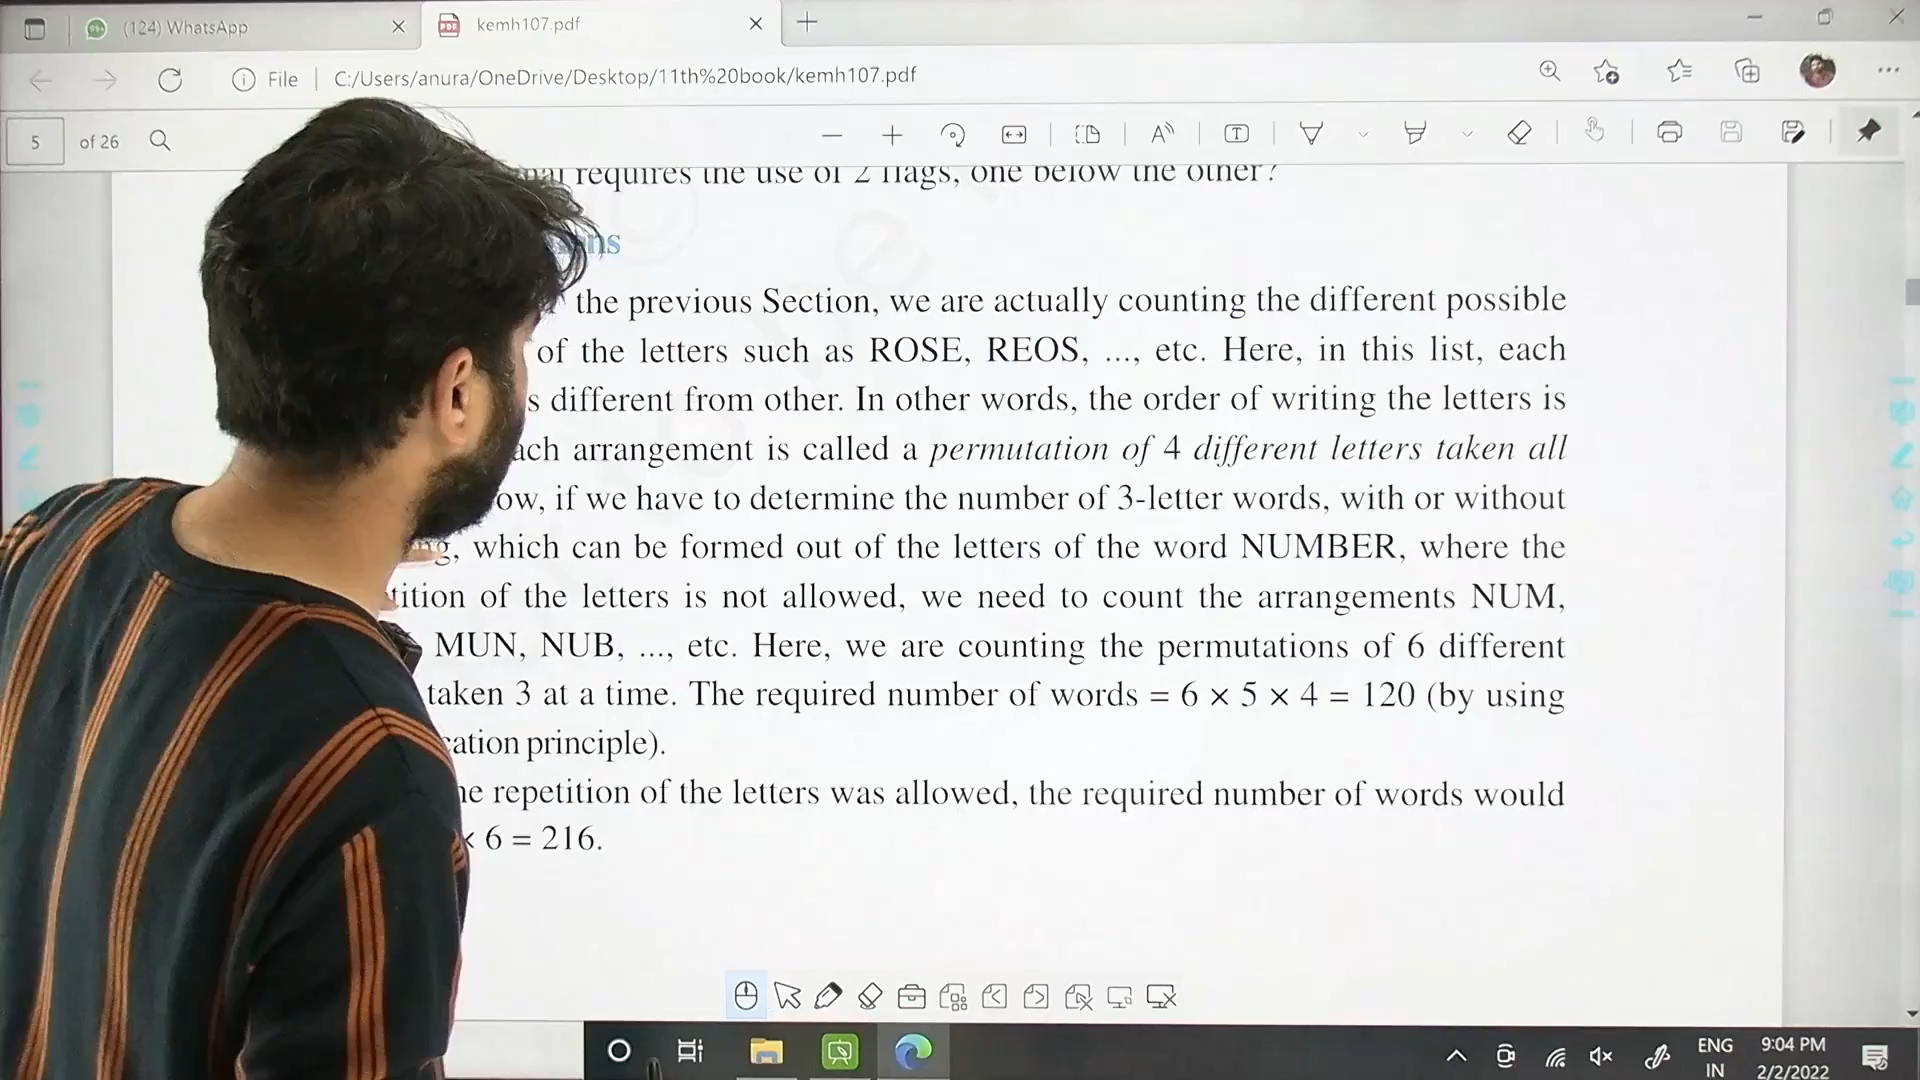 (124) WhatsApp
kemh107.pdf
File
C:/Users/anura/OneDrive/Desktop/11th%20book/kemh107.pdf
5 of 26
requires the use of 2 flags, one below the other?
ns
the previous Section, we are actually counting the different possible
of the letters such as ROSE, REOS, ..., etc. Here, in this list, each
s different from other. In other words, the order of writing the letters is
ach arrangement is called a permutation of 4 different letters taken all
ow, if we have to determine the number of 3-letter words, with or without
ng, which can be formed out of the letters of the word NUMBER, where the
tition of the letters is not allowed, we need to count the arrangements NUM,
MUN, NUB, ..., etc. Here, we are counting the permutations of 6 different
taken 3 at a time. The required number of words = 6 × 5 × 4 = 120 (by using
cation principle).
he repetition of the letters was allowed, the required number of words would
× 6 = 216.
ENG
IN
9:04 PM
2/2/2022